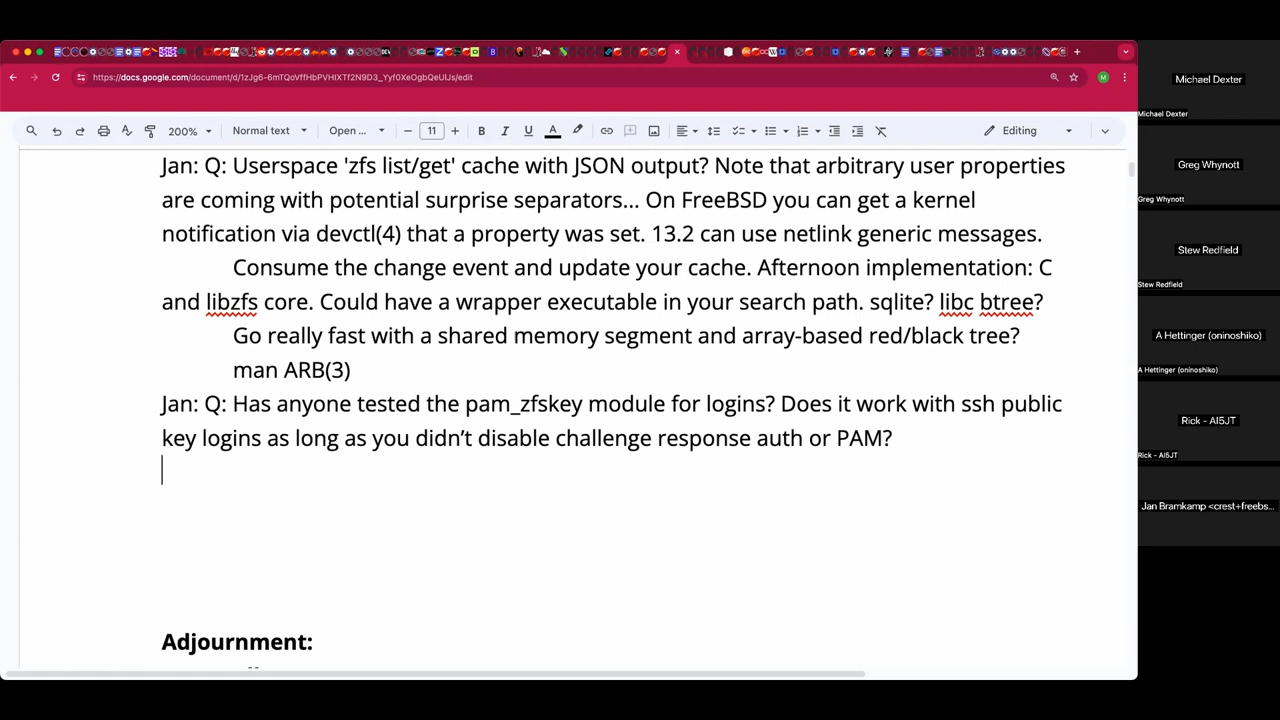 https://docs.google.com/document/d/1zJg6-6mTQoVffHbPVHIXTf2N9D3_Yyf0XeOgbQeUIJs/edit
M
200%
Normal text
Open ...
11
B
I
U
A
Editing
Jan: Q: Userspace 'zfs list/get' cache with JSON output? Note that arbitrary user properties
are coming with potential surprise separators... On FreeBSD you can get a kernel
notification via devctl(4) that a property was set. 13.2 can use netlink generic messages.
Consume the change event and update your cache. Afternoon implementation: C
and libzfs core. Could have a wrapper executable in your search path. sqlite? libc btree?
Go really fast with a shared memory segment and array-based red/black tree?
man ARB(3)
Jan: Q: Has anyone tested the pam_zfskey module for logins? Does it work with ssh public
key logins as long as you didn’t disable challenge response auth or PAM?
Adjournment:
Michael Dexter
Michael Dexter
Greg Whynott
Greg Whynott
Stew Redfield
Stew Redfield
A Hettinger (oninoshiko)
A Hettinger (oninoshiko)
Rick - AI5JT
Rick - AI5JT
Jan Bramkamp <crest+freebs...